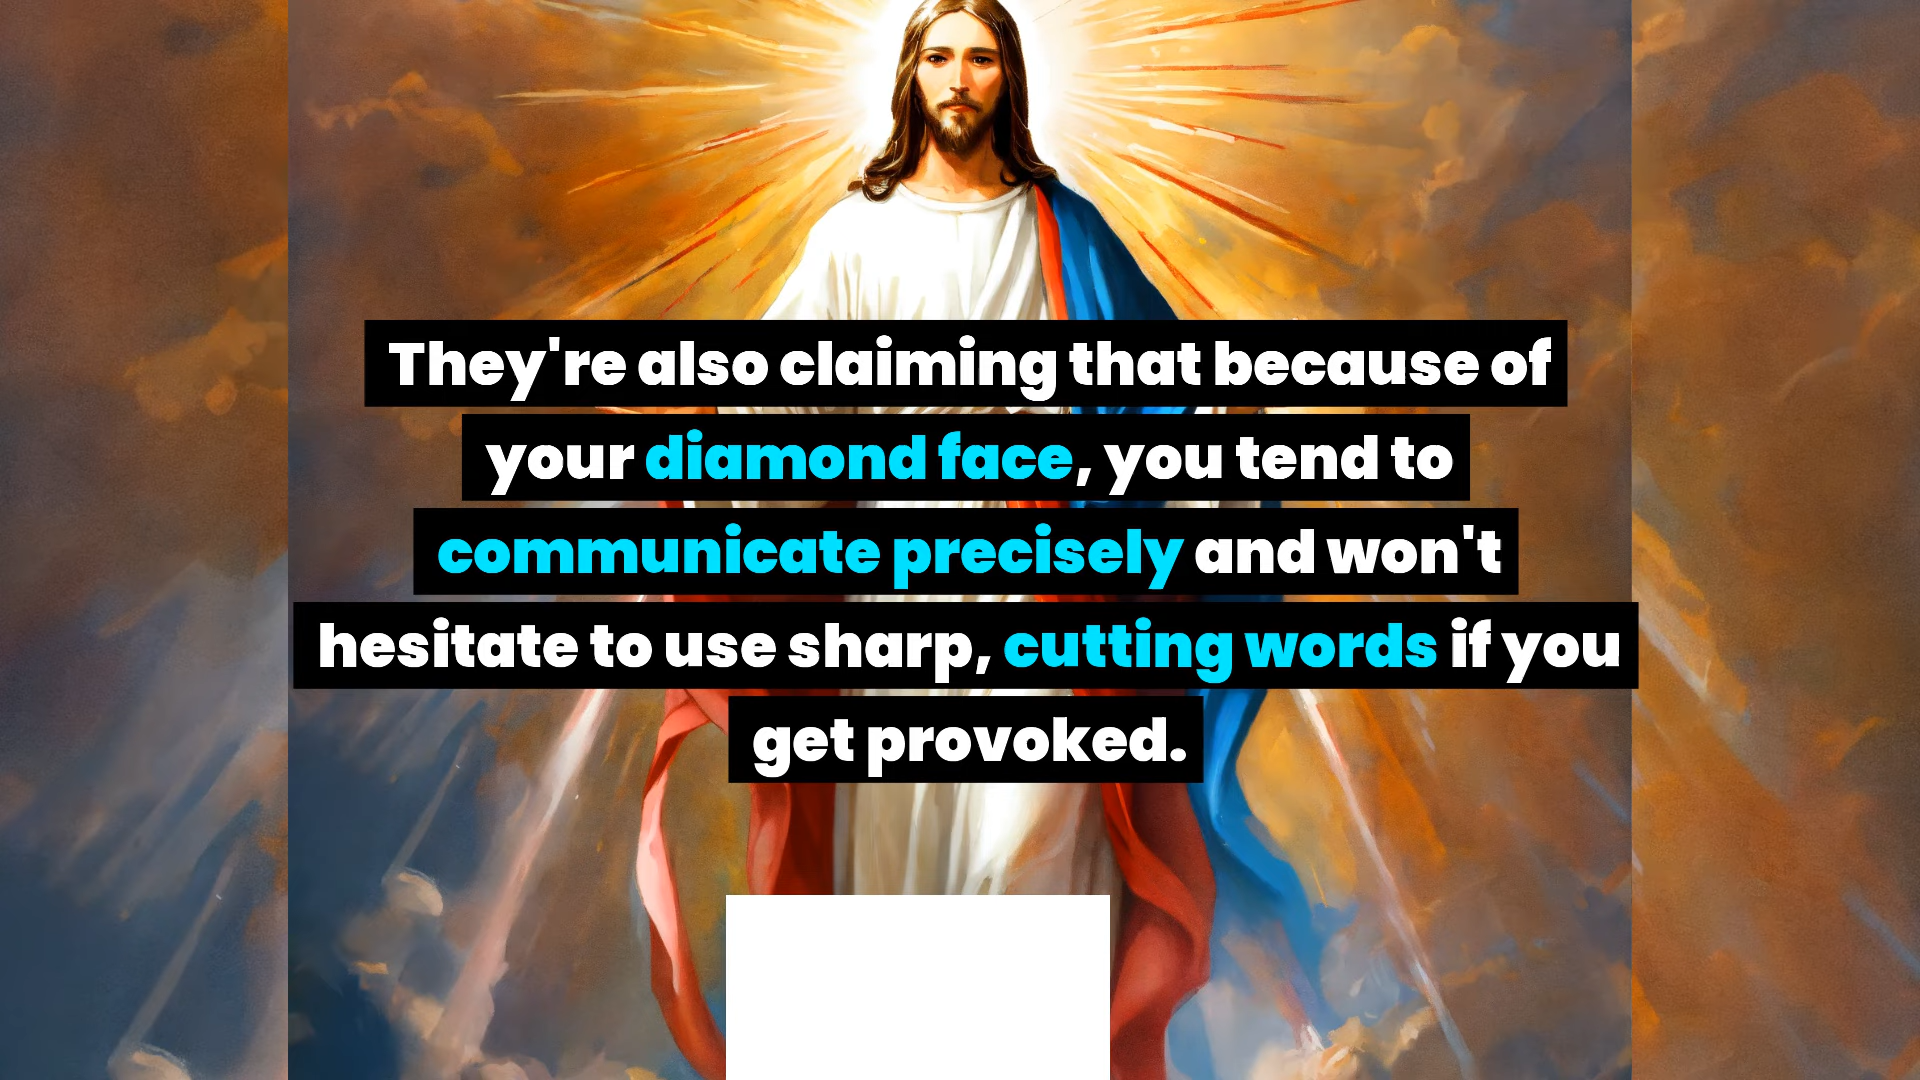 They're also claiming that because of
your diamond face, you tend to
communicate precisely and won't
hesitate to use sharp, cutting words if you
get provoked.